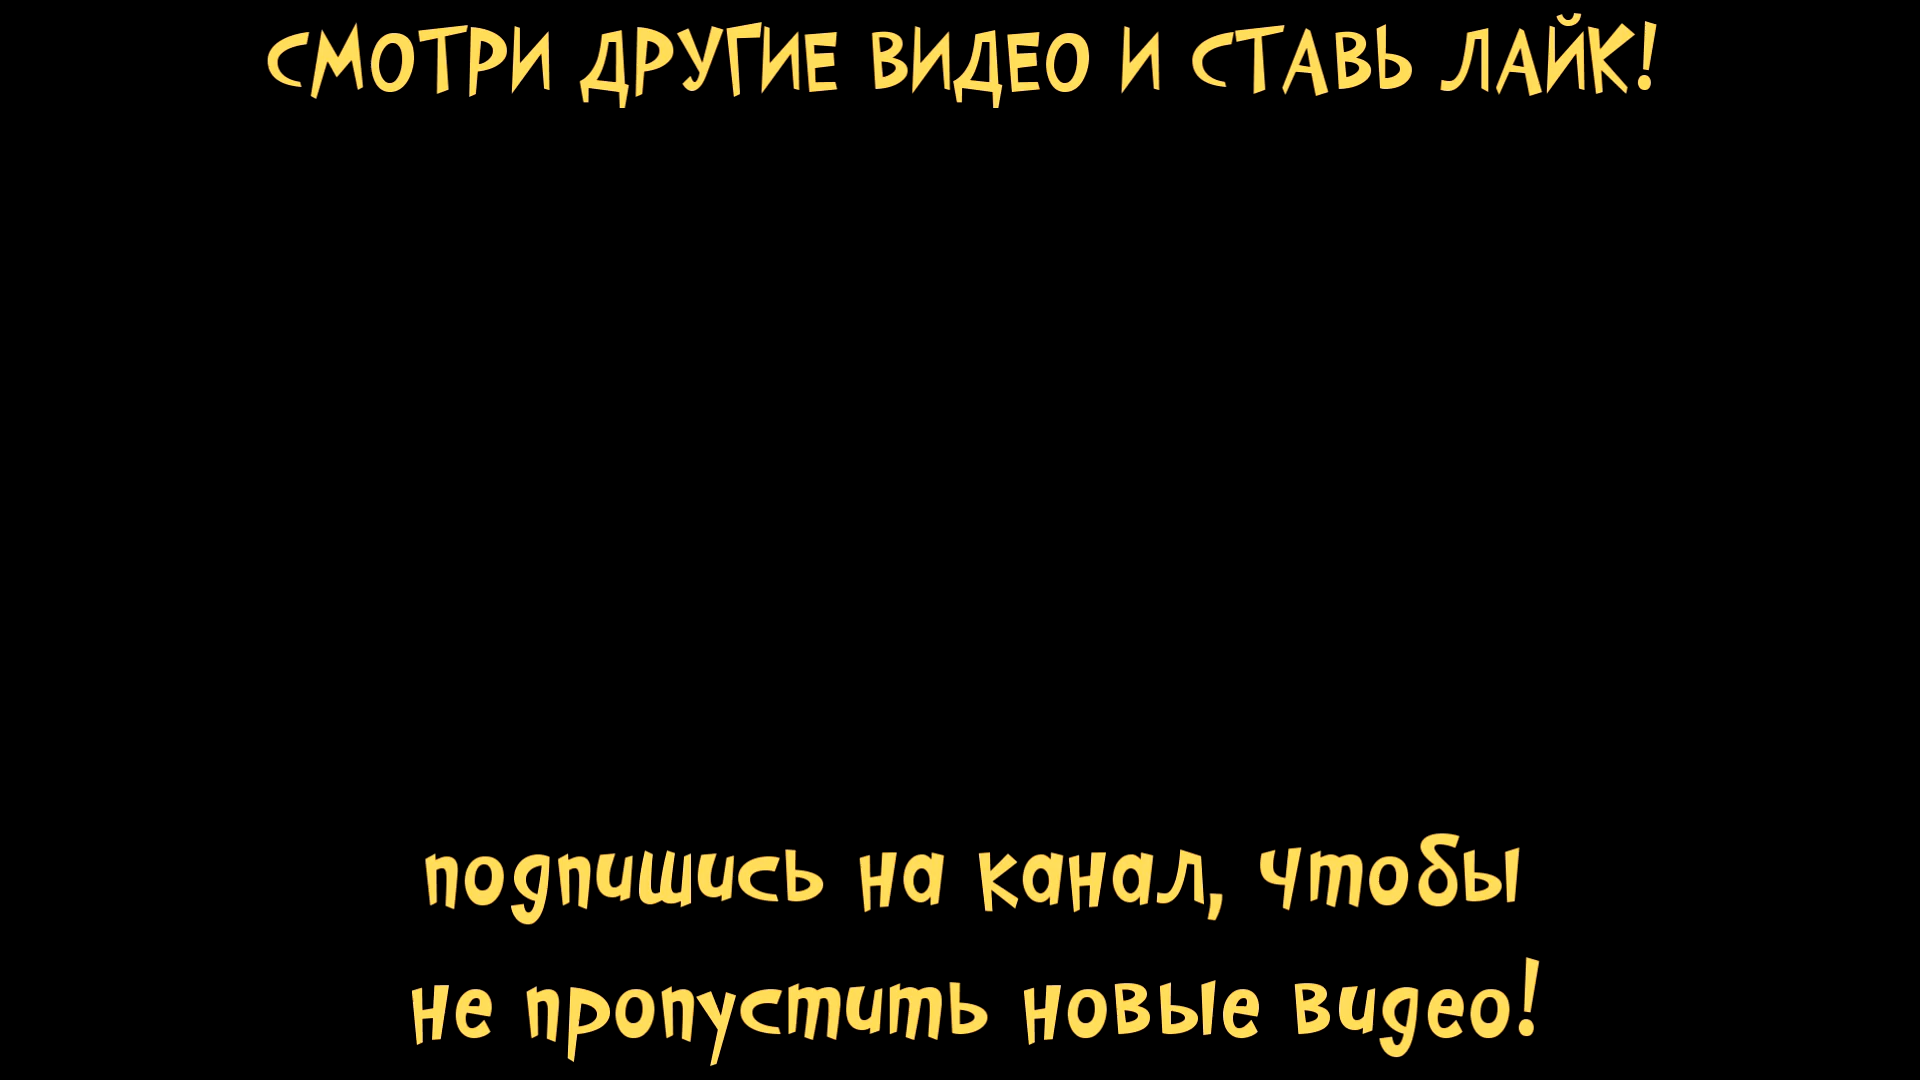 СМОТРИ ДРУГИЕ ВИДЕО И СТАВЬ ЛАЙК!
подпишись на канал, чтобы
не пропустить новые видео!